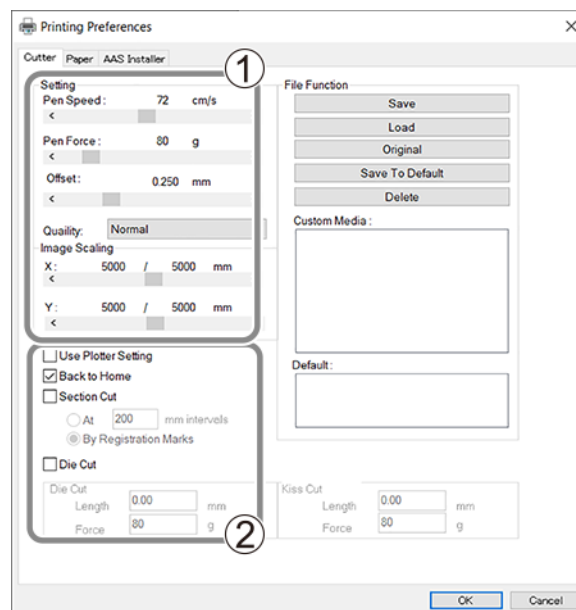 Printing Preferences
Cutter Paper AAS Installer
①
Setting
Pen Speed : 72 cm/s
<
Pen Force : 80 g
<
Offset : 0.250 mm
<
Quaility: Normal
Image Scaling
X : 5000 / 5000 mm
<
Y : 5000 / 5000 mm
<
File Function
Save
Load
Original
Save To Default
Delete
Custom Media :
Default :
Use Plotter Setting
Back to Home
Section Cut
At 200 mm intervals
By Registration Marks
Die Cut
Die Cut
Length 0.00 mm
Force 80 g
②
Kiss Cut
Length 0.00 mm
Force 80 g
OK Cancel